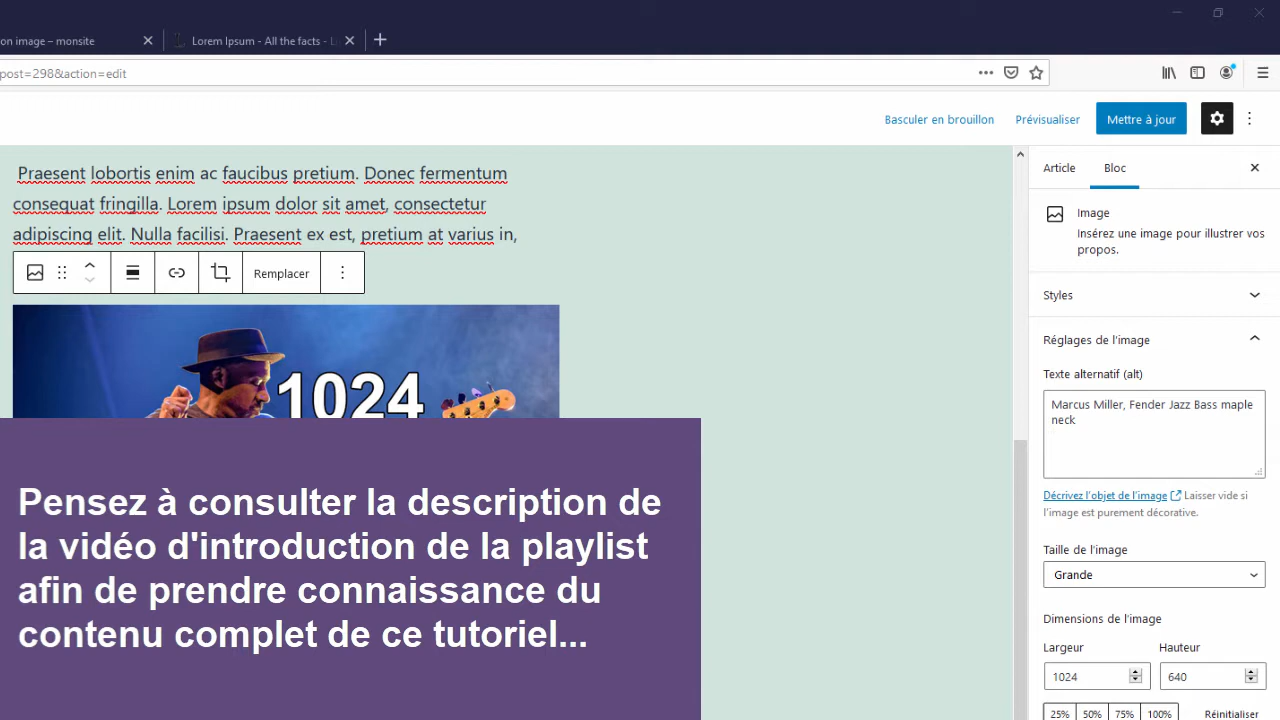 on image – monsite
Lorem Ipsum - All the facts - L
post=298&action=edit
Basculer en brouillon
Prévisualiser
Mettre à jour
Praesent lobortis enim ac faucibus pretium. Donec fermentum
consequat fringilla. Lorem ipsum dolor sit amet, consectetur
adipiscing elit. Nulla facilisi. Praesent ex est, pretium at varius in,
Remplacer
1024
Pensez à consulter la description de
la vidéo d'introduction de la playlist
afin de prendre connaissance du
contenu complet de ce tutoriel...
Article
Bloc
Image
Insérez une image pour illustrer vos
propos.
Styles
Réglages de l'image
Texte alternatif (alt)
Marcus Miller, Fender Jazz Bass maple
neck
Décrivez l'objet de l'image Laisser vide si
l'image est purement décorative.
Taille de l'image
Grande
Dimensions de l'image
Largeur
Hauteur
1024
640
25% 50% 75% 100%
Réinitialiser